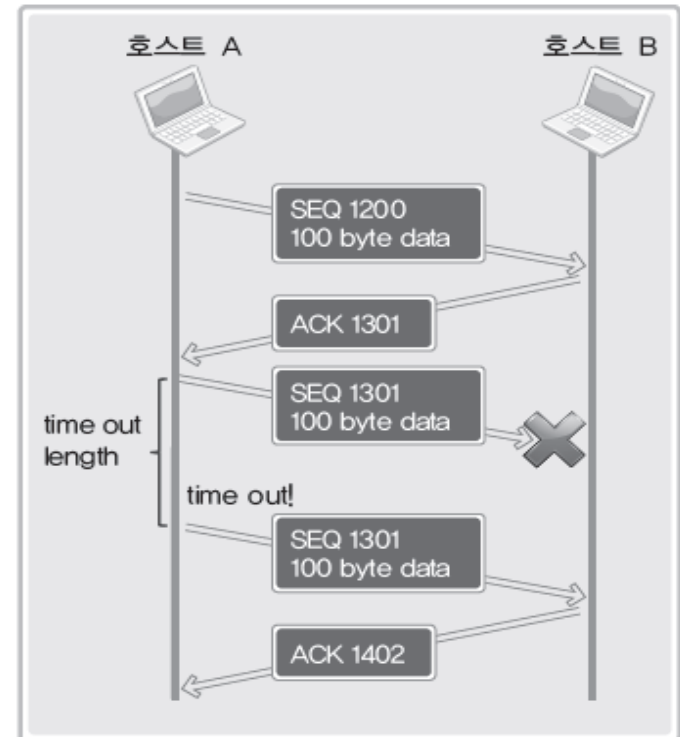 호스트 A
호스트 B
SEQ 1200
100 byte data
ACK 1301
SEQ 1301
100 byte data
time out
length
time out!
SEQ 1301
100 byte data
ACK 1402